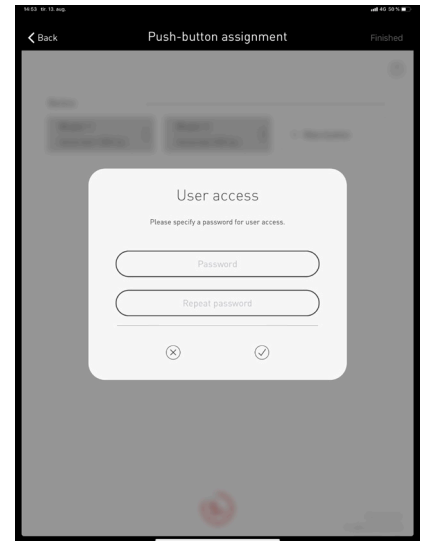 14:53 tir. 13. aug.
4G 50 %
Back
Push-button assignment
Finished
User access
Please specify a password for user access.
Password
Repeat password